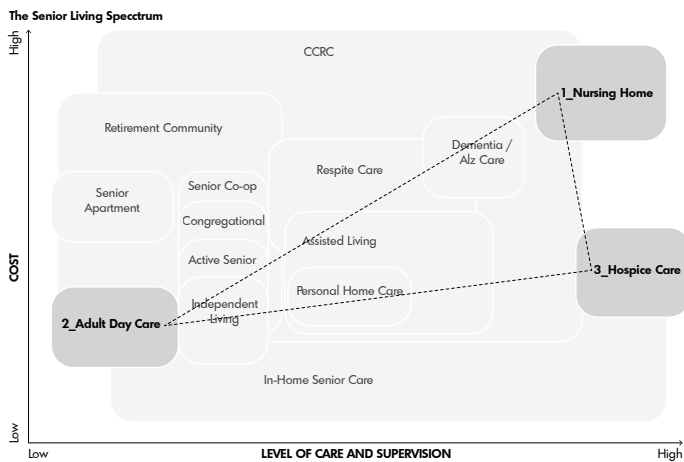 The Senior Living Specctrum
High
CCRC
1_Nursing Home
Retirement Community
Dementia /
Alz Care
Respite Care
Senior Co-op
Senior
Apartment
Congregational
Assisted Living
Active Senior
COST
3_Hospice Care
Personal Home Care
Independent
Living
2_Adult Day Care
In-Home Senior Care
Low
Low
LEVEL OF CARE AND SUPERVISION
High